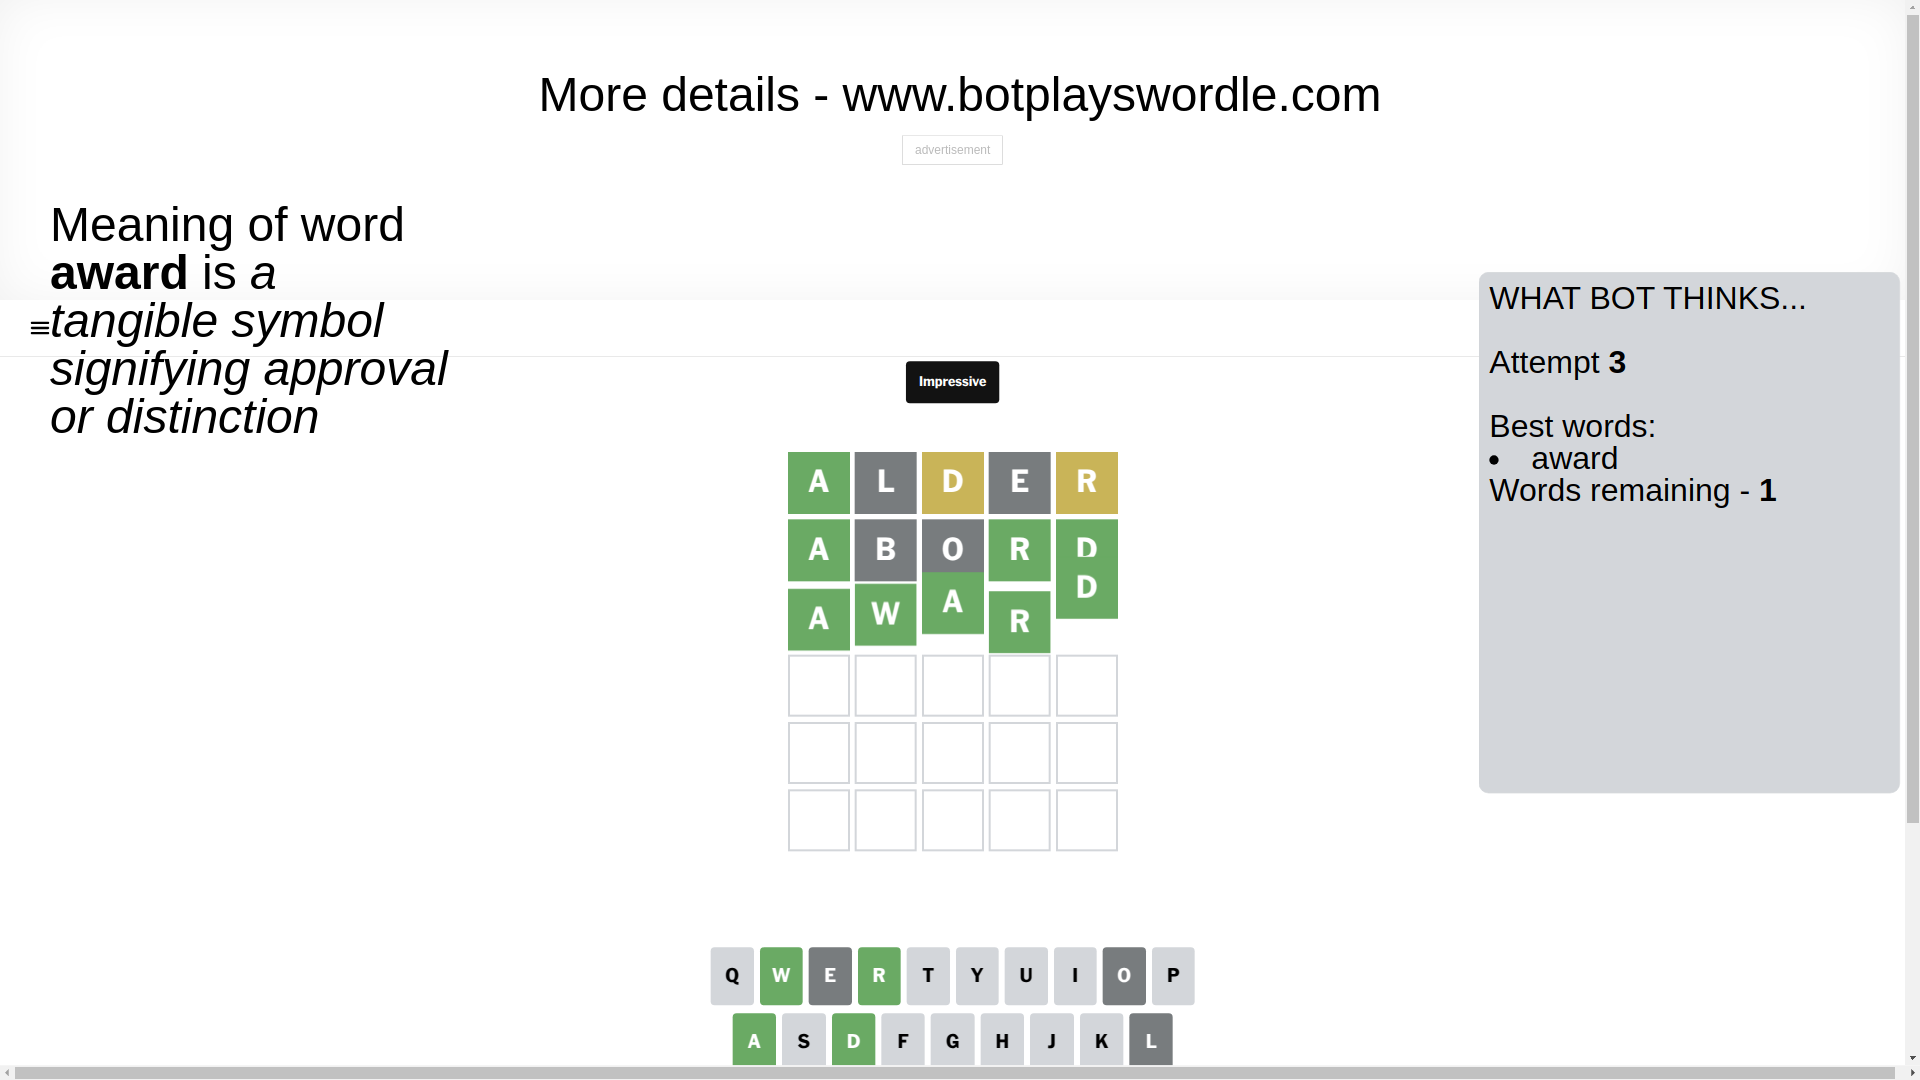 More details - www.botplayswordle.com
advertisement
Meaning of word
award is a
tangible symbol
signifying approval
or distinction
WHAT BOT THINKS...
Attempt 3
Best words:
• award
Words remaining - 1
Impressive
A L D E R
A B O R D
A W A R D
Q W E R T Y U I O P
A S D F G H J K L